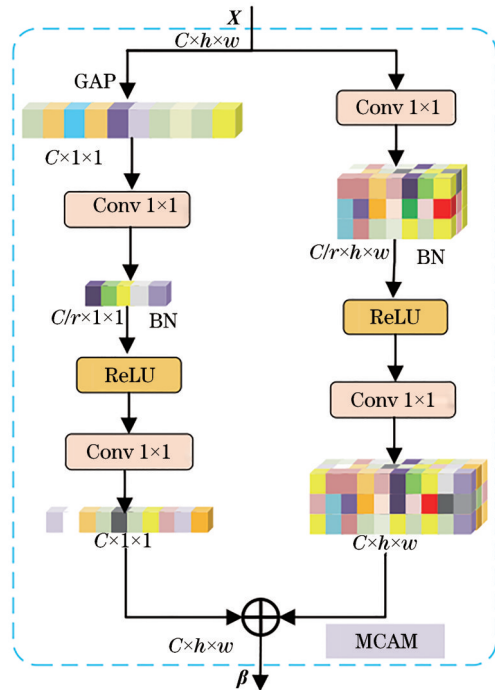 X
C×h×w
GAP
C×1×1
Conv 1×1
C/r×1×1
BN
ReLU
Conv 1×1
C×1×1
Conv 1×1
C/r×h×w
BN
ReLU
Conv 1×1
C×h×w
C×h×w
MCAM
β